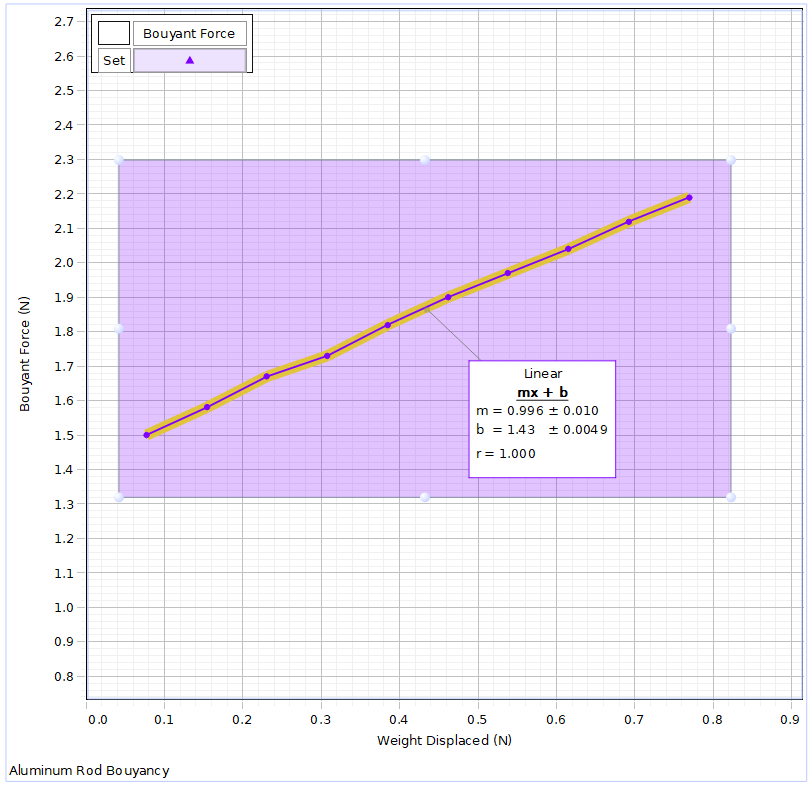 Bouyant Force
Set
2.7
2.6
2.5
2.4
2.3
2.2
2.1
2.0
1.9
1.8
1.7
1.6
1.5
1.4
1.3
1.2
1.1
1.0
0.9
0.8
Bouyant Force (N)
Linear
mx + b
m = 0.996 ± 0.010
b = 1.43 ± 0.0049
r = 1.000
0.0 0.1 0.2 0.3 0.4 0.5 0.6 0.7 0.8 0.9
Weight Displaced (N)
Aluminum Rod Bouyancy